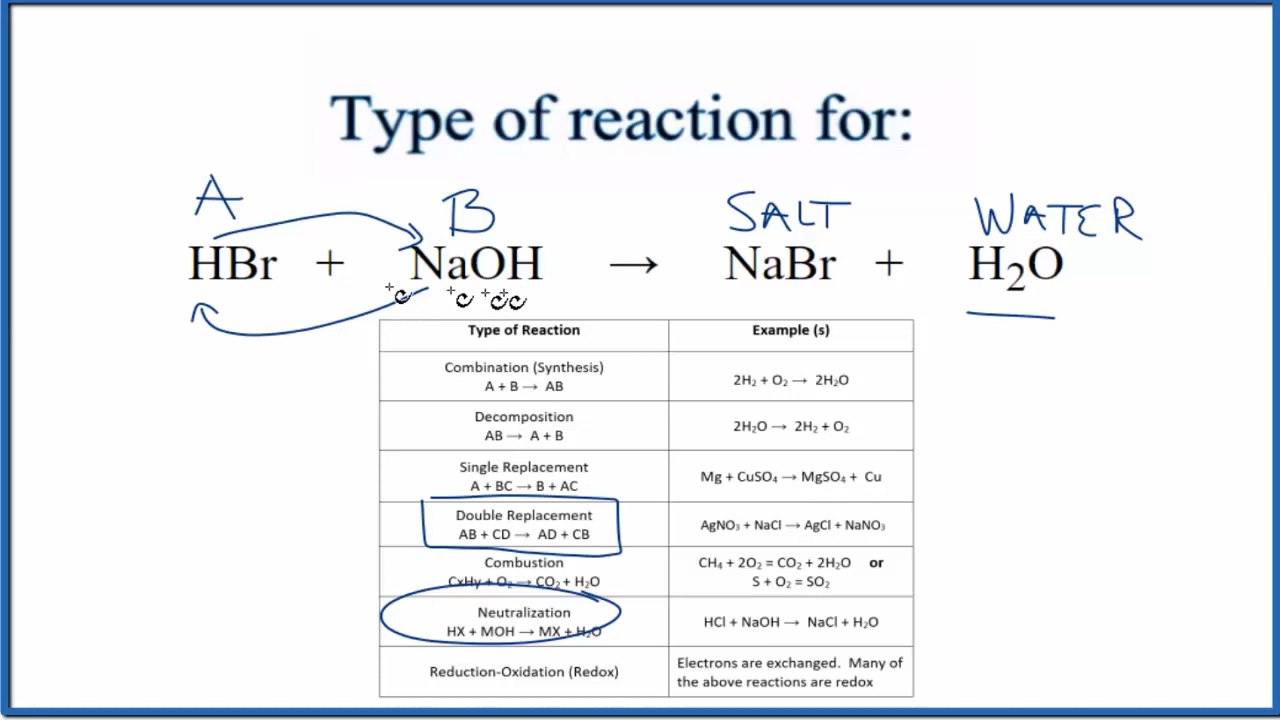 Type of reaction for:
A B SALT WATER
HBr + NaOH → NaBr + H₂O
Type of Reaction Example (s)
Combination (Synthesis)
A + B → AB
2H₂ + O₂ → 2H₂O
Decomposition
AB → A + B
2H₂O → 2H₂ + O₂
Single Replacement
A + BC → B + AC
Mg + CuSO₄ → MgSO₄ + Cu
Double Replacement
AB + CD → AD + CB
AgNO₃ + NaCl → AgCl + NaNO₃
Combustion
CxHy + O₂ → CO₂ + H₂O
CH₄ + 2O₂ = CO₂ + 2H₂O or
S + O₂ = SO₂
Neutralization
HX + MOH → MX + H₂O
HCl + NaOH → NaCl + H₂O
Reduction-Oxidation (Redox)
Electrons are exchanged. Many of
the above reactions are redox